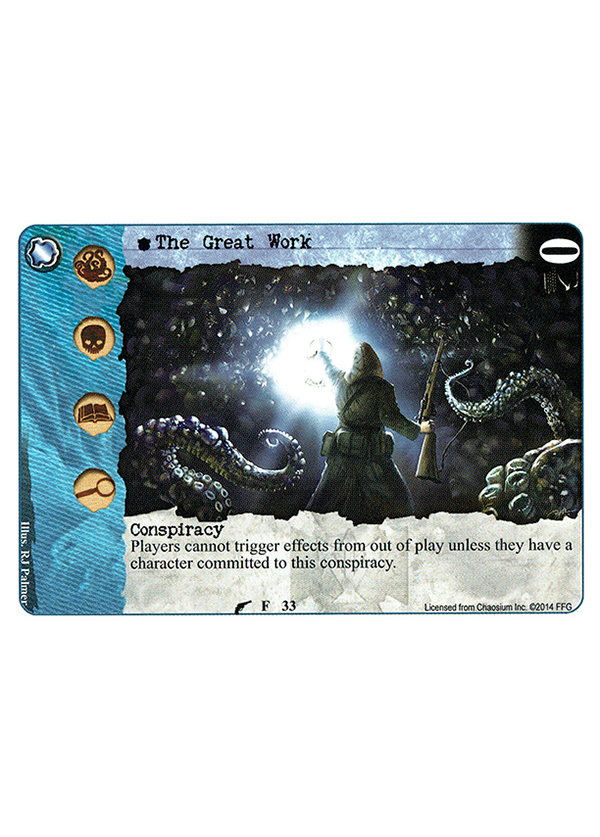 The Great Work
0
Conspiracy
Players cannot trigger effects from out of play unless they have a
character committed to this conspiracy.
Illus. RJ Palmer
F 33
Licensed from Chaosium Inc. ©2014 FFG